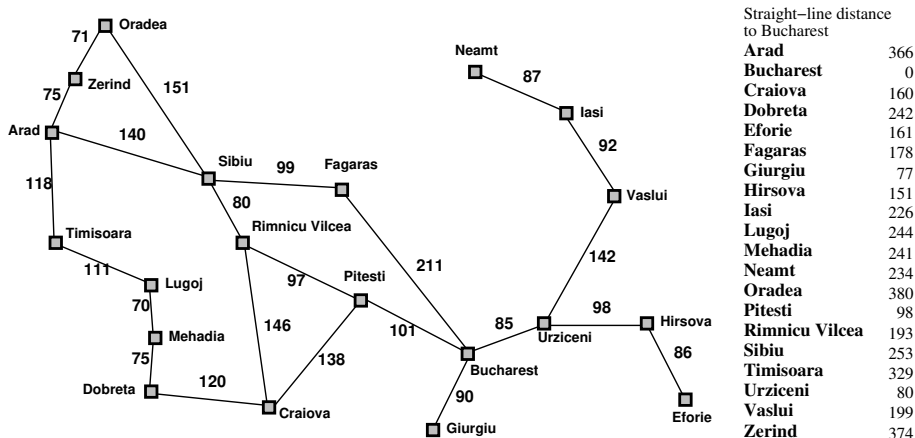 Straight–line distance
to Bucharest
Arad 366
Bucharest 0
Craiova 160
Dobreta 242
Eforie 161
Fagaras 178
Giurgiu 77
Hirsova 151
Iasi 226
Lugoj 244
Mehadia 241
Neamt 234
Oradea 380
Pitesti 98
Rimnicu Vilcea 193
Sibiu 253
Timisoara 329
Urziceni 80
Vaslui 199
Zerind 374
Oradea
71
Neamt
Zerind
87
151
75
Iasi
Arad
140
92
Sibiu
99
Fagaras
118
80
Vaslui
Rimnicu Vilcea
Timisoara
142
111
211
Lugoj
97
Pitesti
70
98
Hirsova
146
101
85
Urziceni
Mehadia
138
86
75
Bucharest
120
90
Dobreta
Craiova
Eforie
Giurgiu